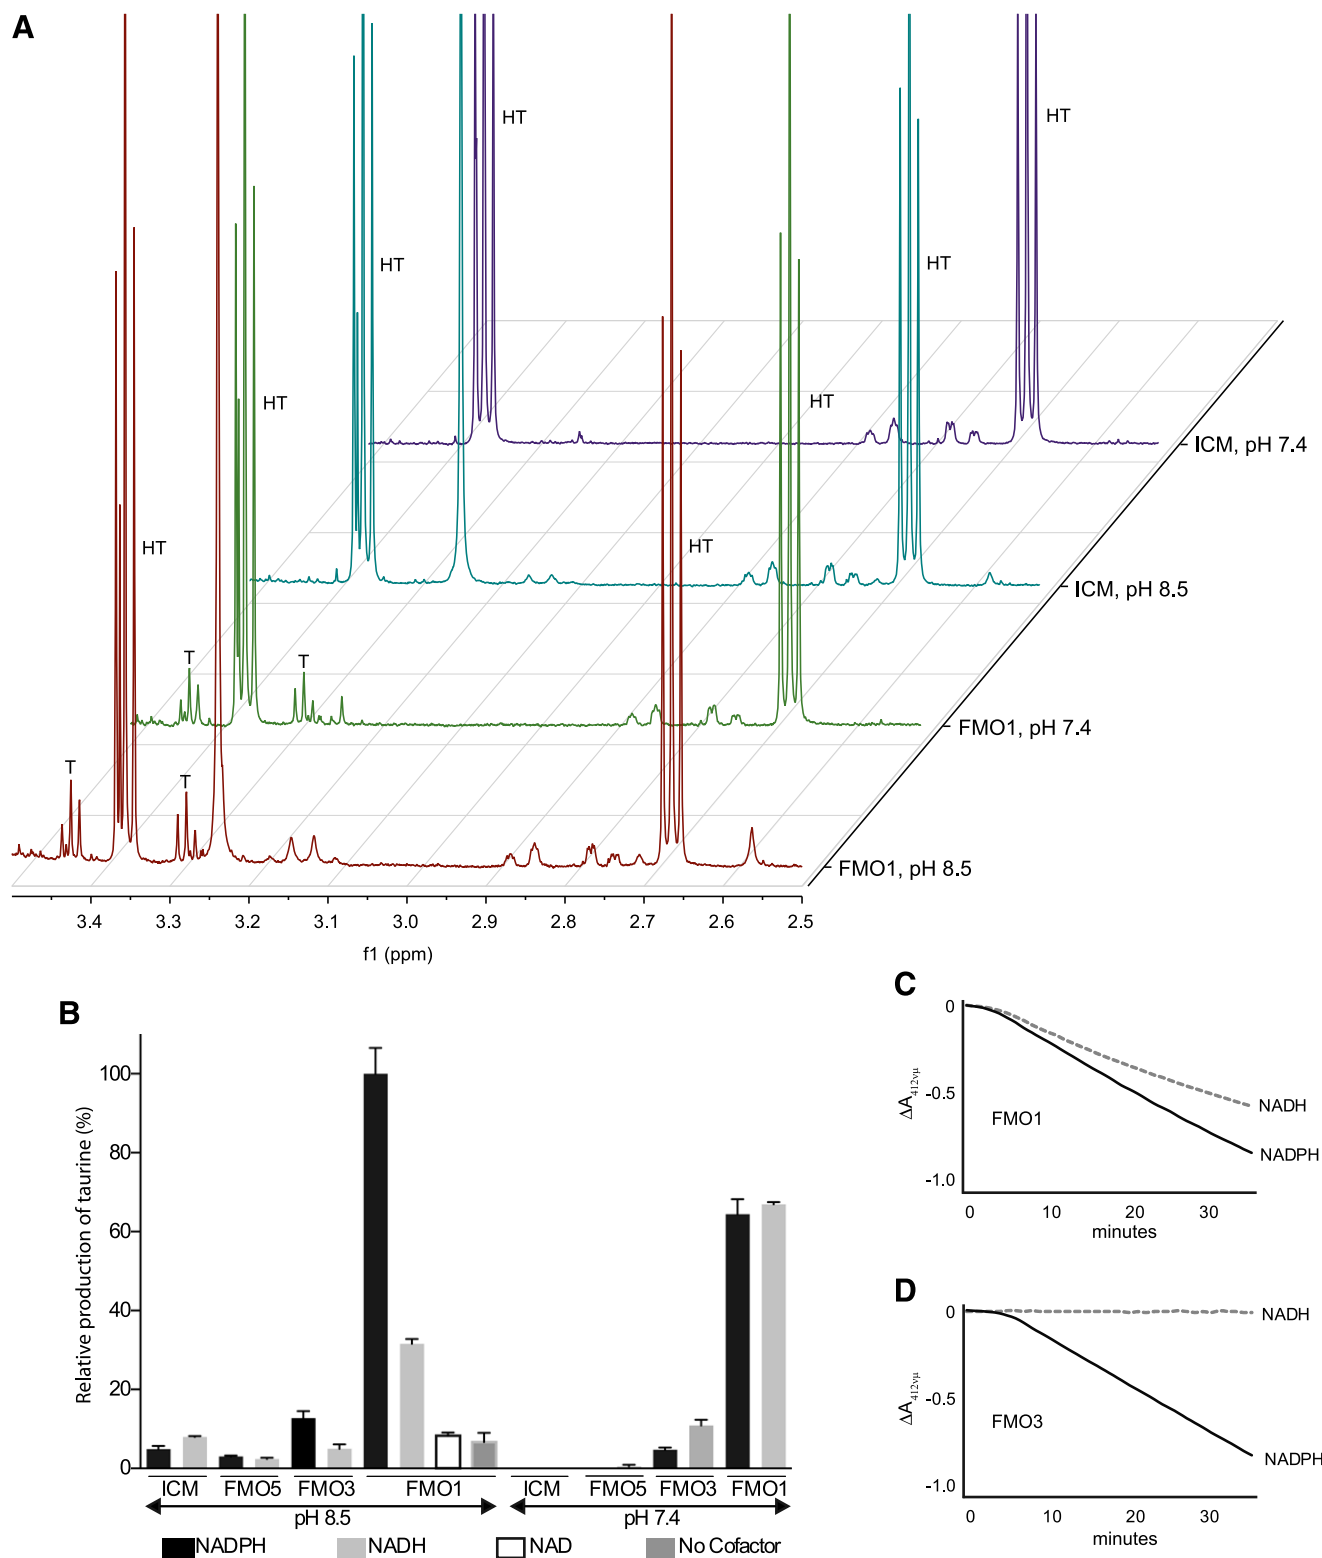 A
HT
HT
HT
HT
HT
HT
HT
HT
T
T
T
T
ICM, pH 7.4
ICM, pH 8.5
FMO1, pH 7.4
FMO1, pH 8.5
3.4 3.3 3.2 3.1 3.0 2.9 2.8 2.7 2.6 2.5
f1 (ppm)
B
Relative production of taurine (%)
100
80
60
40
20
0
ICM FMO5 FMO3 FMO1 ICM FMO5 FMO3 FMO1
pH 8.5 pH 7.4
NADPH NADH NAD No Cofactor
C
ΔA412νμ
0
-0.5
-1.0
FMO1
NADH
NADPH
0 10 20 30
minutes
D
ΔA412νμ
0
-0.5
-1.0
FMO3
NADH
NADPH
0 10 20 30
minutes